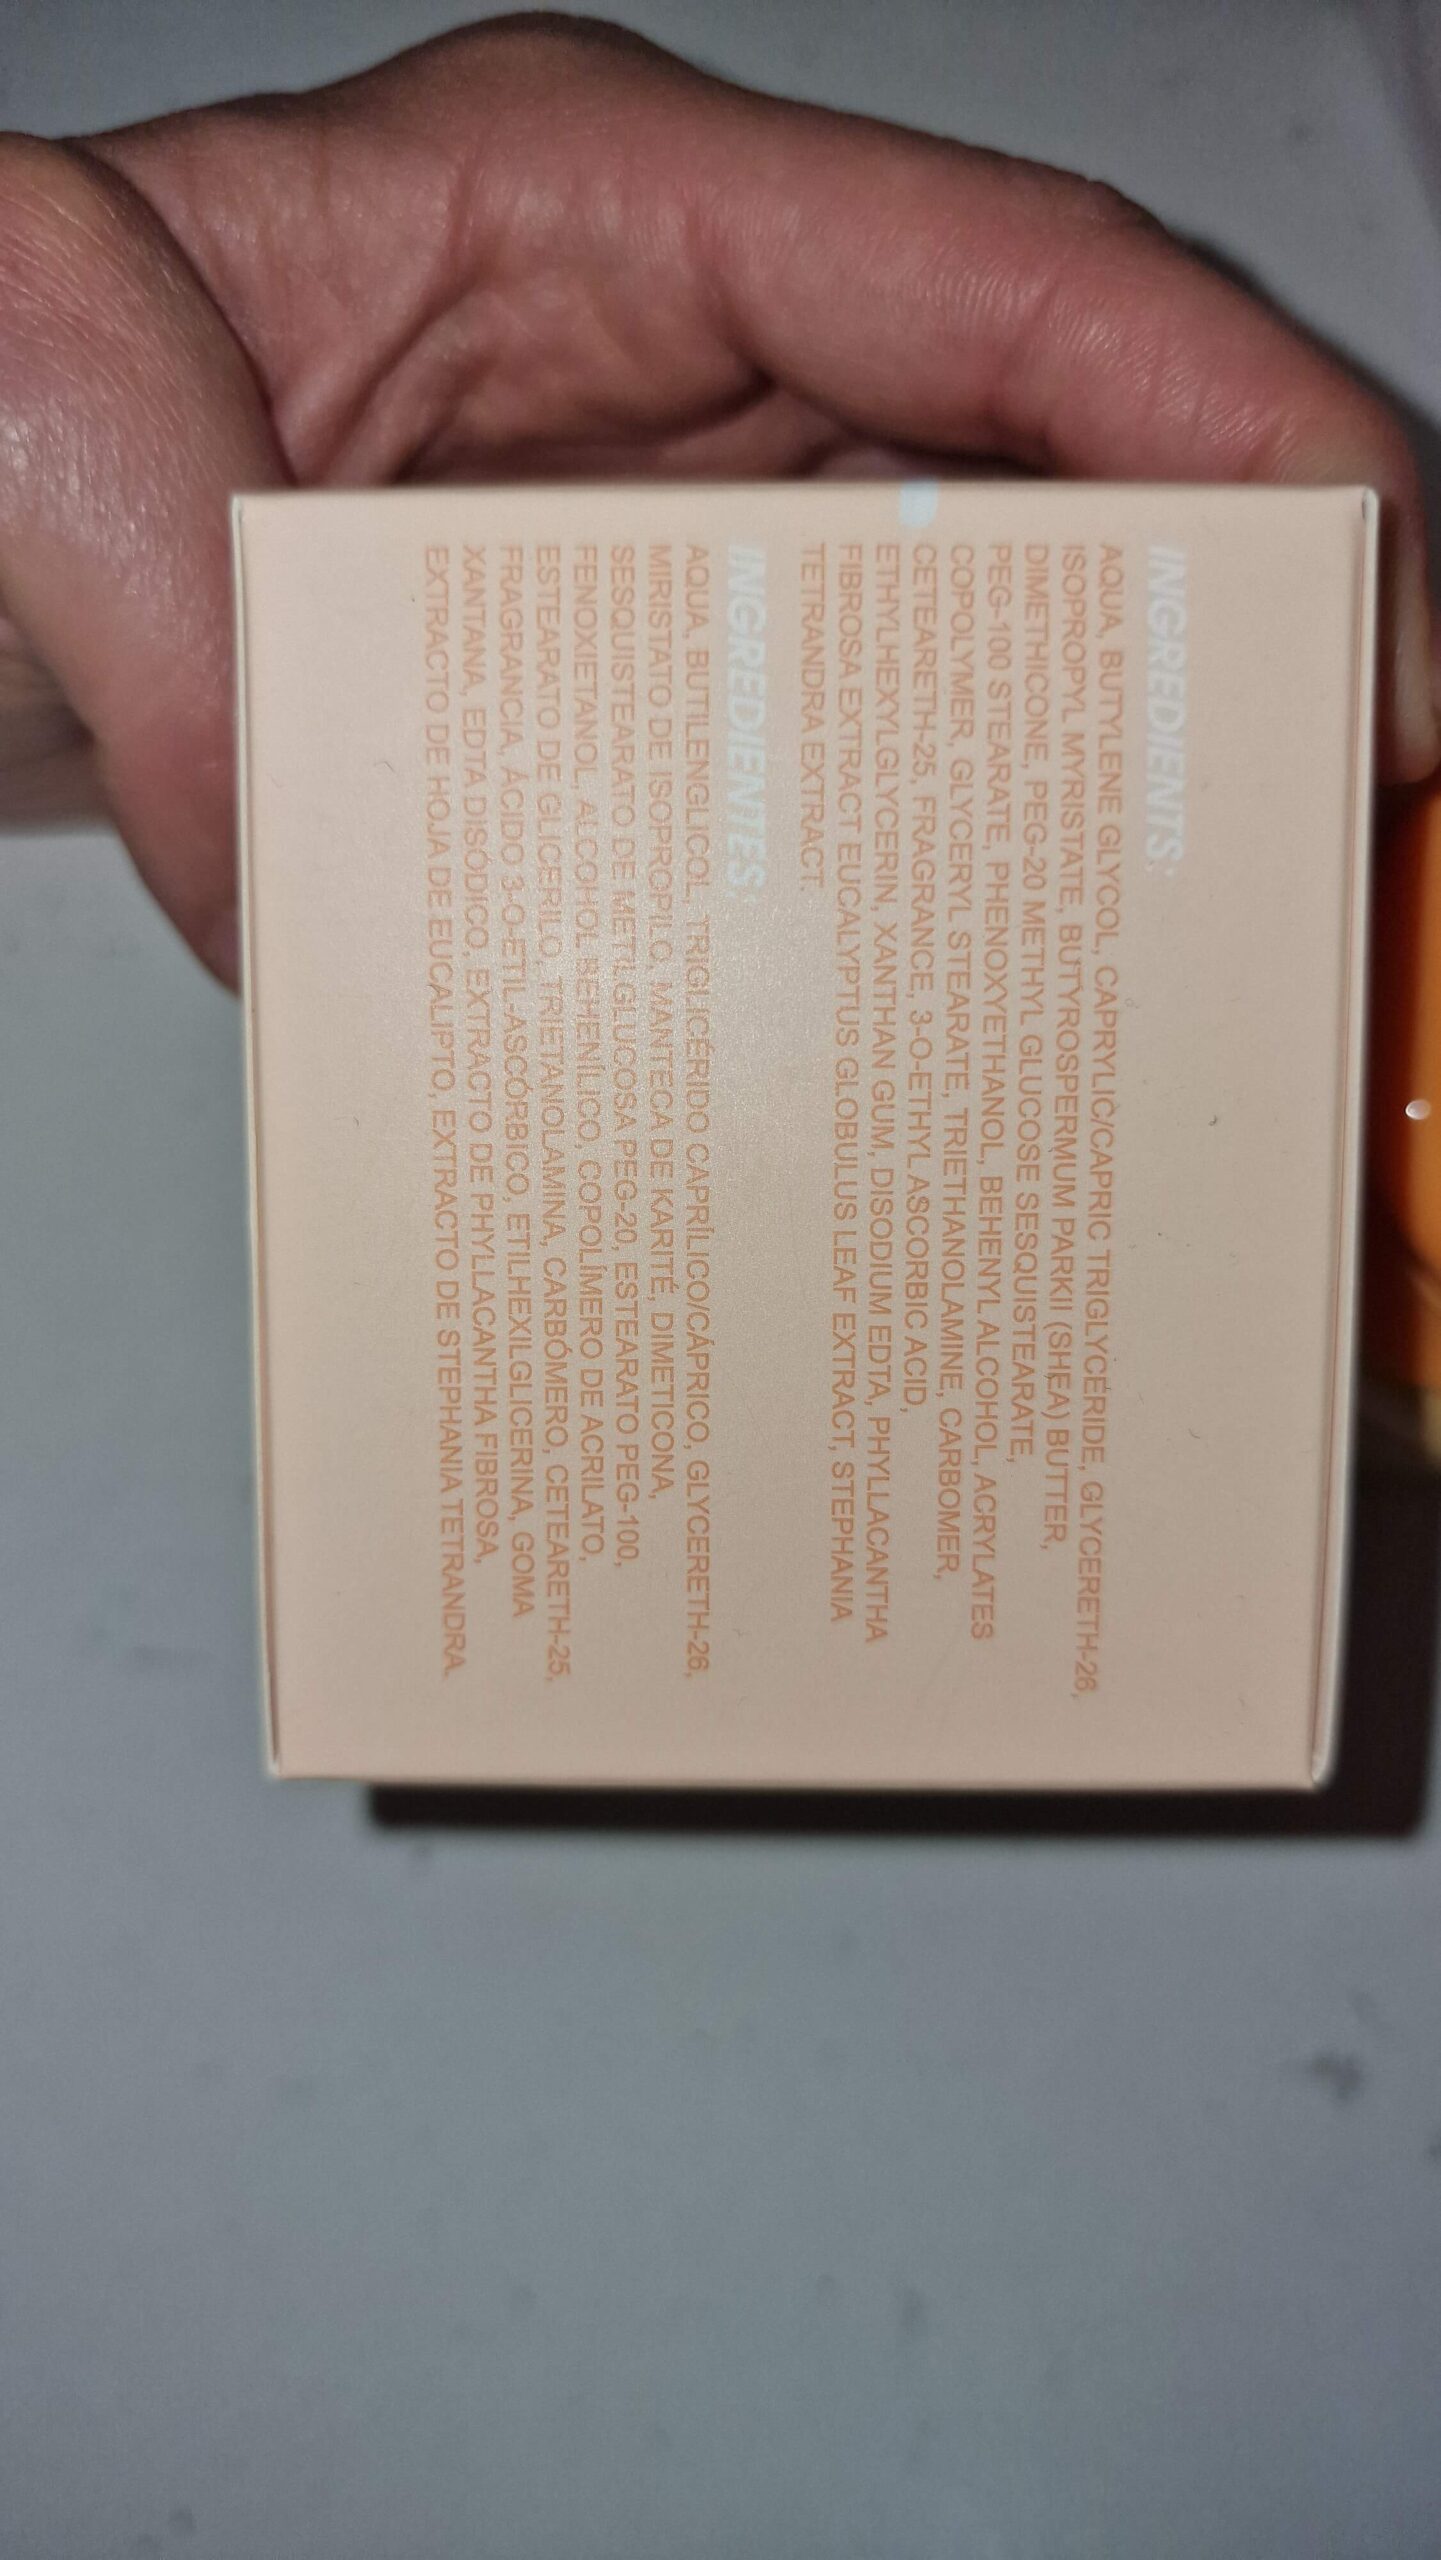 INGREDIENTS:
AQUA, BUTYLENE GLYCOL, CAPRYLIC/CAPRIC TRIGLYCERIDE, GLYCERETH-26,
ISOPROPYL MYRISTATE, BUTYROSPERMUM PARKII (SHEA) BUTTER,
DIMETHICONE, PEG-20 METHYL GLUCOSE SESQUISTEARATE,
PEG-100 STEARATE, PHENOXYETHANOL, BEHENYL ALCOHOL, ACRYLATES
COPOLYMER, GLYCERYL STEARATE, TRIETHANOLAMINE, CARBOMER,
CETEARETH-25, FRAGRANCE, 3-O-ETHYL ASCORBIC ACID,
ETHYLHEXYLGLYCERIN, XANTHAN GUM, DISODIUM EDTA, PHYLLACANTHA
FIBROSA EXTRACT EUCALYPTUS GLOBULUS LEAF EXTRACT, STEPHANIA
TETRANDRA EXTRACT.
INGREDIENTES:
AQUA, BUTILENGLICOL, TRIGLICÉRIDO CAPRÍLICO/CÁPRICO, GLYCERETH-26,
MIRISTATO DE ISOPROPILO, MANTECA DE KARITÉ, DIMETICONA,
SESQUISTEARATO DE METILGLUCOSA PEG-20, ESTEARATO PEG-100,
FENOXIETANOL, ALCOHOL BEHENÍLICO, COPOLÍMERO DE ACRILATO,
ESTEARATO DE GLICERILO, TRIETANOLAMINA, CARBÓMERO, CETEARETH-25,
FRAGRANCIA, ÁCIDO 3-O-ETIL-ASCÓRBICO, ETILHEXILGLICERINA, GOMA
XANTANA, EDTA DISÓDICO, EXTRACTO DE PHYLLACANTHA FIBROSA,
EXTRACTO DE HOJA DE EUCALIPTO, EXTRACTO DE STEPHANIA TETRANDRA.